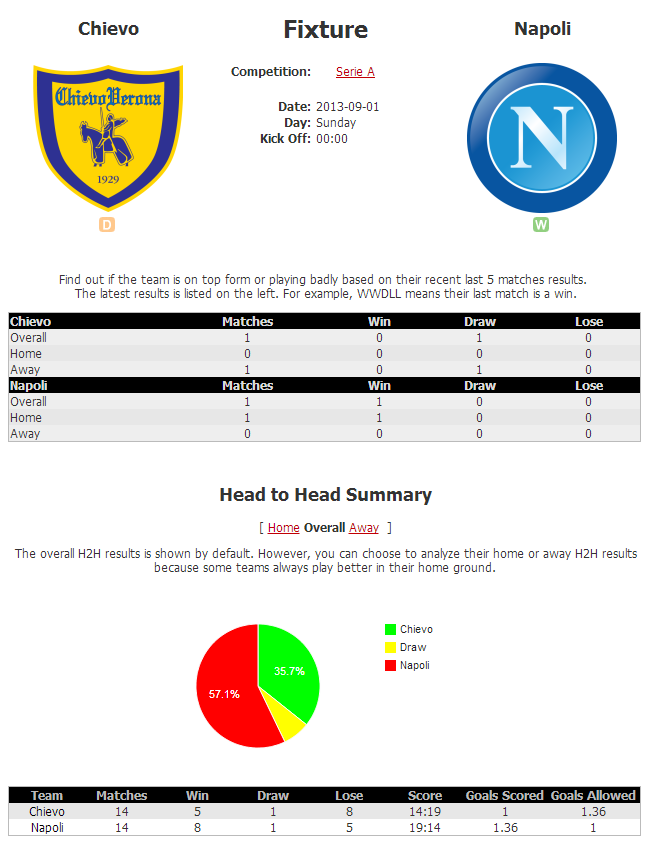 Chievo
Fixture
Napoli
Competition: Serie A
ChievoVerona
1929
N
Date: 2013-09-01
Day: Sunday
Kick Off: 00:00
D
W
Find out if the team is on top form or playing badly based on their recent last 5 matches results.
The latest results is listed on the left. For example, WWDLL means their last match is a win.
Chievo Matches Win Draw Lose
Overall 1 0 1 0
Home 0 0 0 0
Away 1 0 1 0
Napoli Matches Win Draw Lose
Overall 1 1 0 0
Home 1 1 0 0
Away 0 0 0 0
Head to Head Summary
[ Home Overall Away ]
The overall H2H results is shown by default. However, you can choose to analyze their home or away H2H results
because some teams always play better in their home ground.
Chievo
Draw
Napoli
35.7%
57.1%
Team Matches Win Draw Lose Score Goals Scored Goals Allowed
Chievo 14 5 1 8 14:19 1 1.36
Napoli 14 8 1 5 19:14 1.36 1